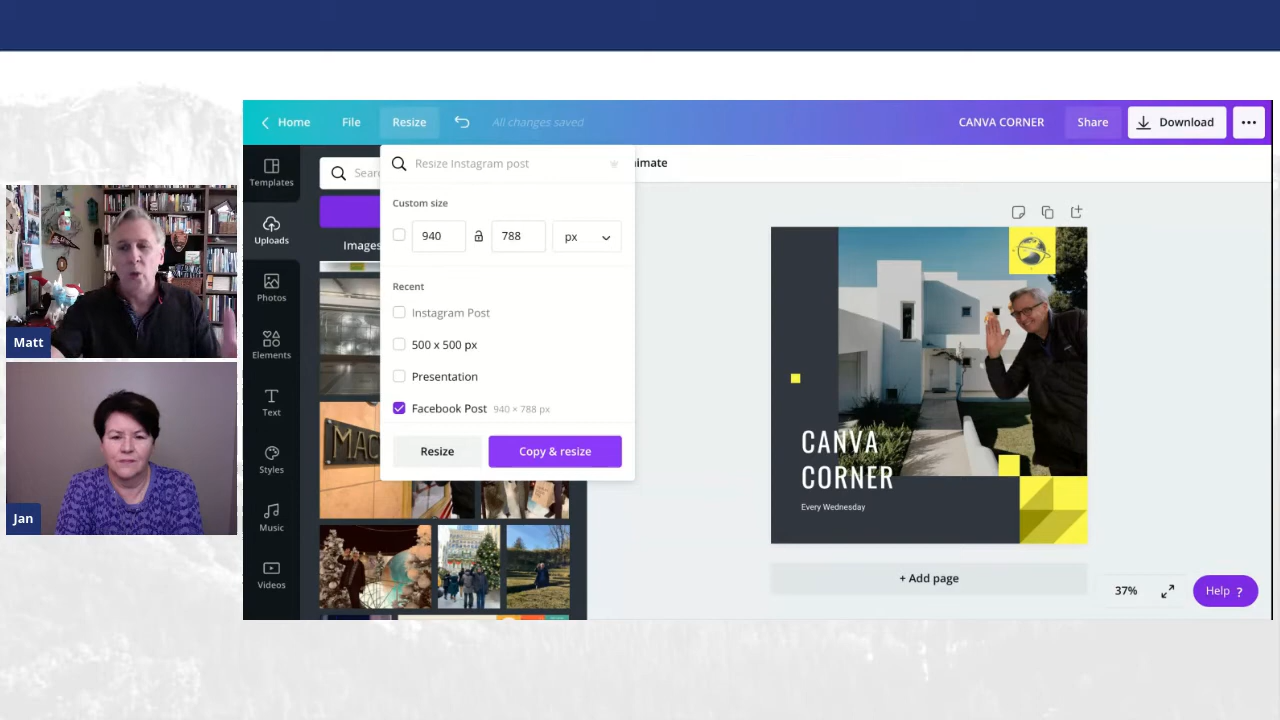 Home
File
Resize
All changes saved
CANVA CORNER
Share
Download
Templates
Uploads
Photos
Elements
Text
Styles
Music
Videos
Sear
Images
Resize Instagram post
Custom size
940
788
px
Recent
Instagram Post
500 x 500 px
Presentation
Facebook Post 940 × 788 px
Resize
Copy & resize
imate
MAC
CANVA
CORNER
Every Wednesday
+ Add page
37%
Help ?
Matt
Jan